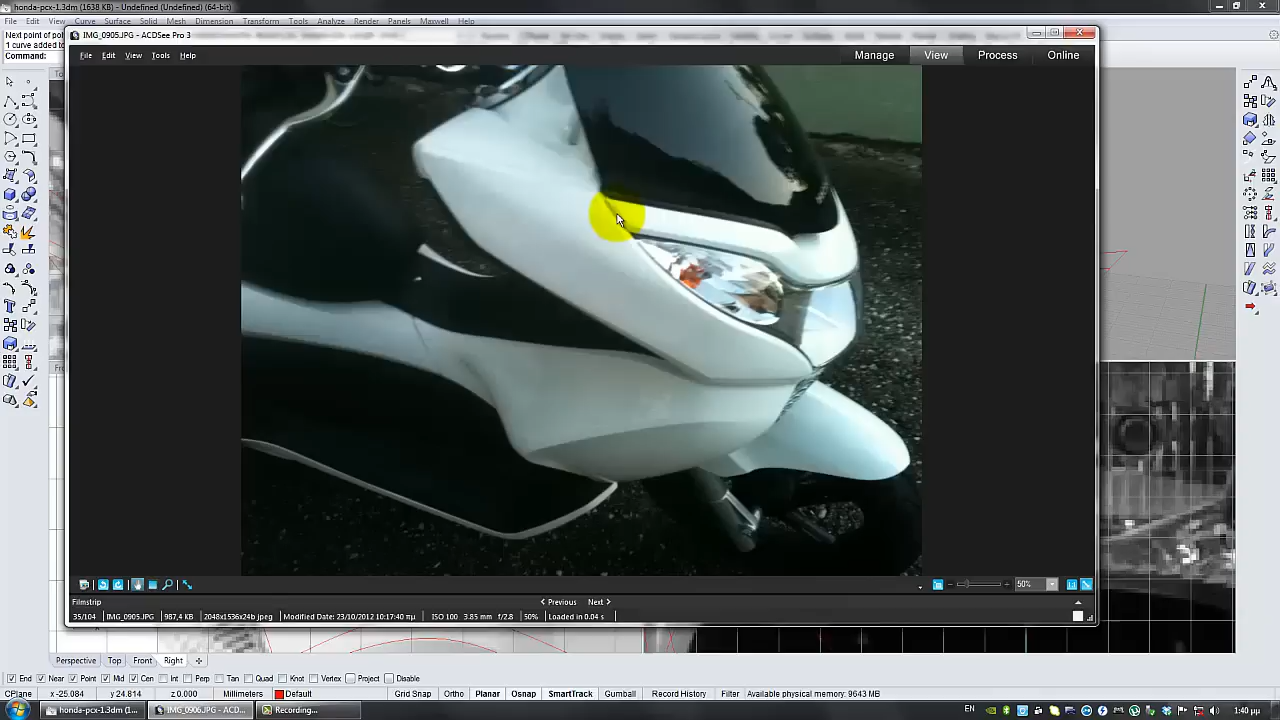 honda-pcx-1.3dm (1638 KB) - Undefined (Undefined) (64-bit)
File Edit View Curve Surface Solid Mesh Dimension Transform Tools Analyze Render Panels Maxwell Help
Next point of
1 curve added to
Command:
IMG_0905.JPG - ACDSee Pro 3
File Edit View Tools Help
Manage View Process Online
50%
Filmstrip
Previous Next
35/104 IMG_0905.JPG 987,4 KB 2048x1536x24b jpeg Modified Date: 23/10/2012 10:17:40 πμ ISO 100 3.85 mm f/2.8 50% Loaded in 0.04 s
Perspective Top Front Right
End Near Point Mid Cen Int Perp Tan Quad Knot Vertex Project Disable
CPlane x -25.084 y 24.814 z 0.000 Millimeters Default Grid Snap Ortho Planar Osnap SmartTrack Gumball Record History Filter Available physical memory: 9643 MB
honda-pcx-1.3dm (1... IMG_0906.JPG - ACD... Recording... EN 1:40 μμ